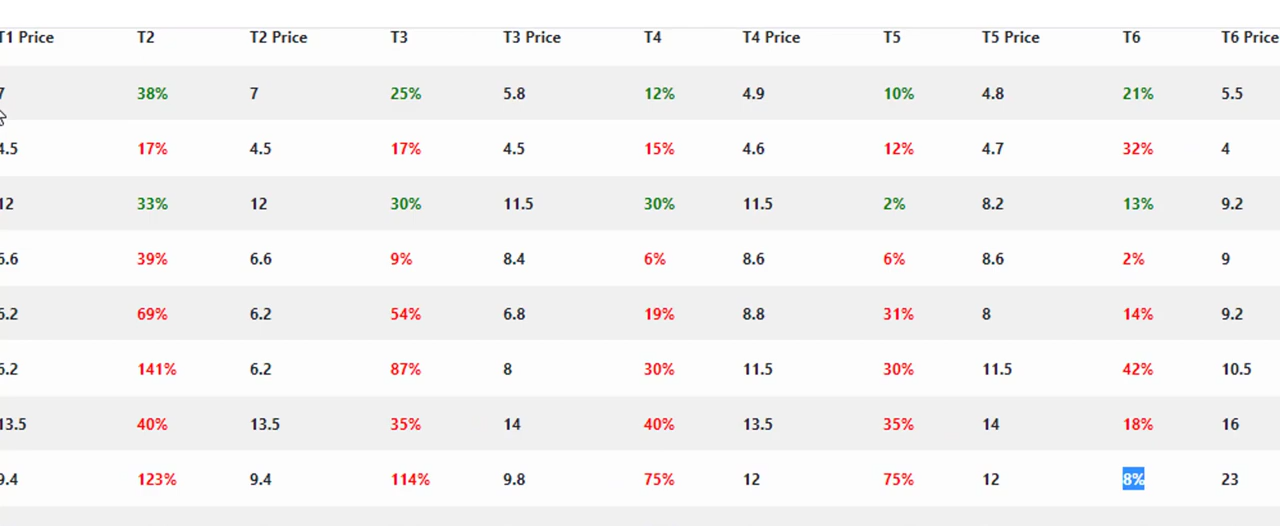 T1 Price T2 T2 Price T3 T3 Price T4 T4 Price T5 T5 Price T6 T6 Price
7 38% 7 25% 5.8 12% 4.9 10% 4.8 21% 5.5
4.5 17% 4.5 17% 4.5 15% 4.6 12% 4.7 32% 4
12 33% 12 30% 11.5 30% 11.5 2% 8.2 13% 9.2
6.6 39% 6.6 9% 8.4 6% 8.6 6% 8.6 2% 9
6.2 69% 6.2 54% 6.8 19% 8.8 31% 8 14% 9.2
6.2 141% 6.2 87% 8 30% 11.5 30% 11.5 42% 10.5
13.5 40% 13.5 35% 14 40% 13.5 35% 14 18% 16
9.4 123% 9.4 114% 9.8 75% 12 75% 12 8% 23